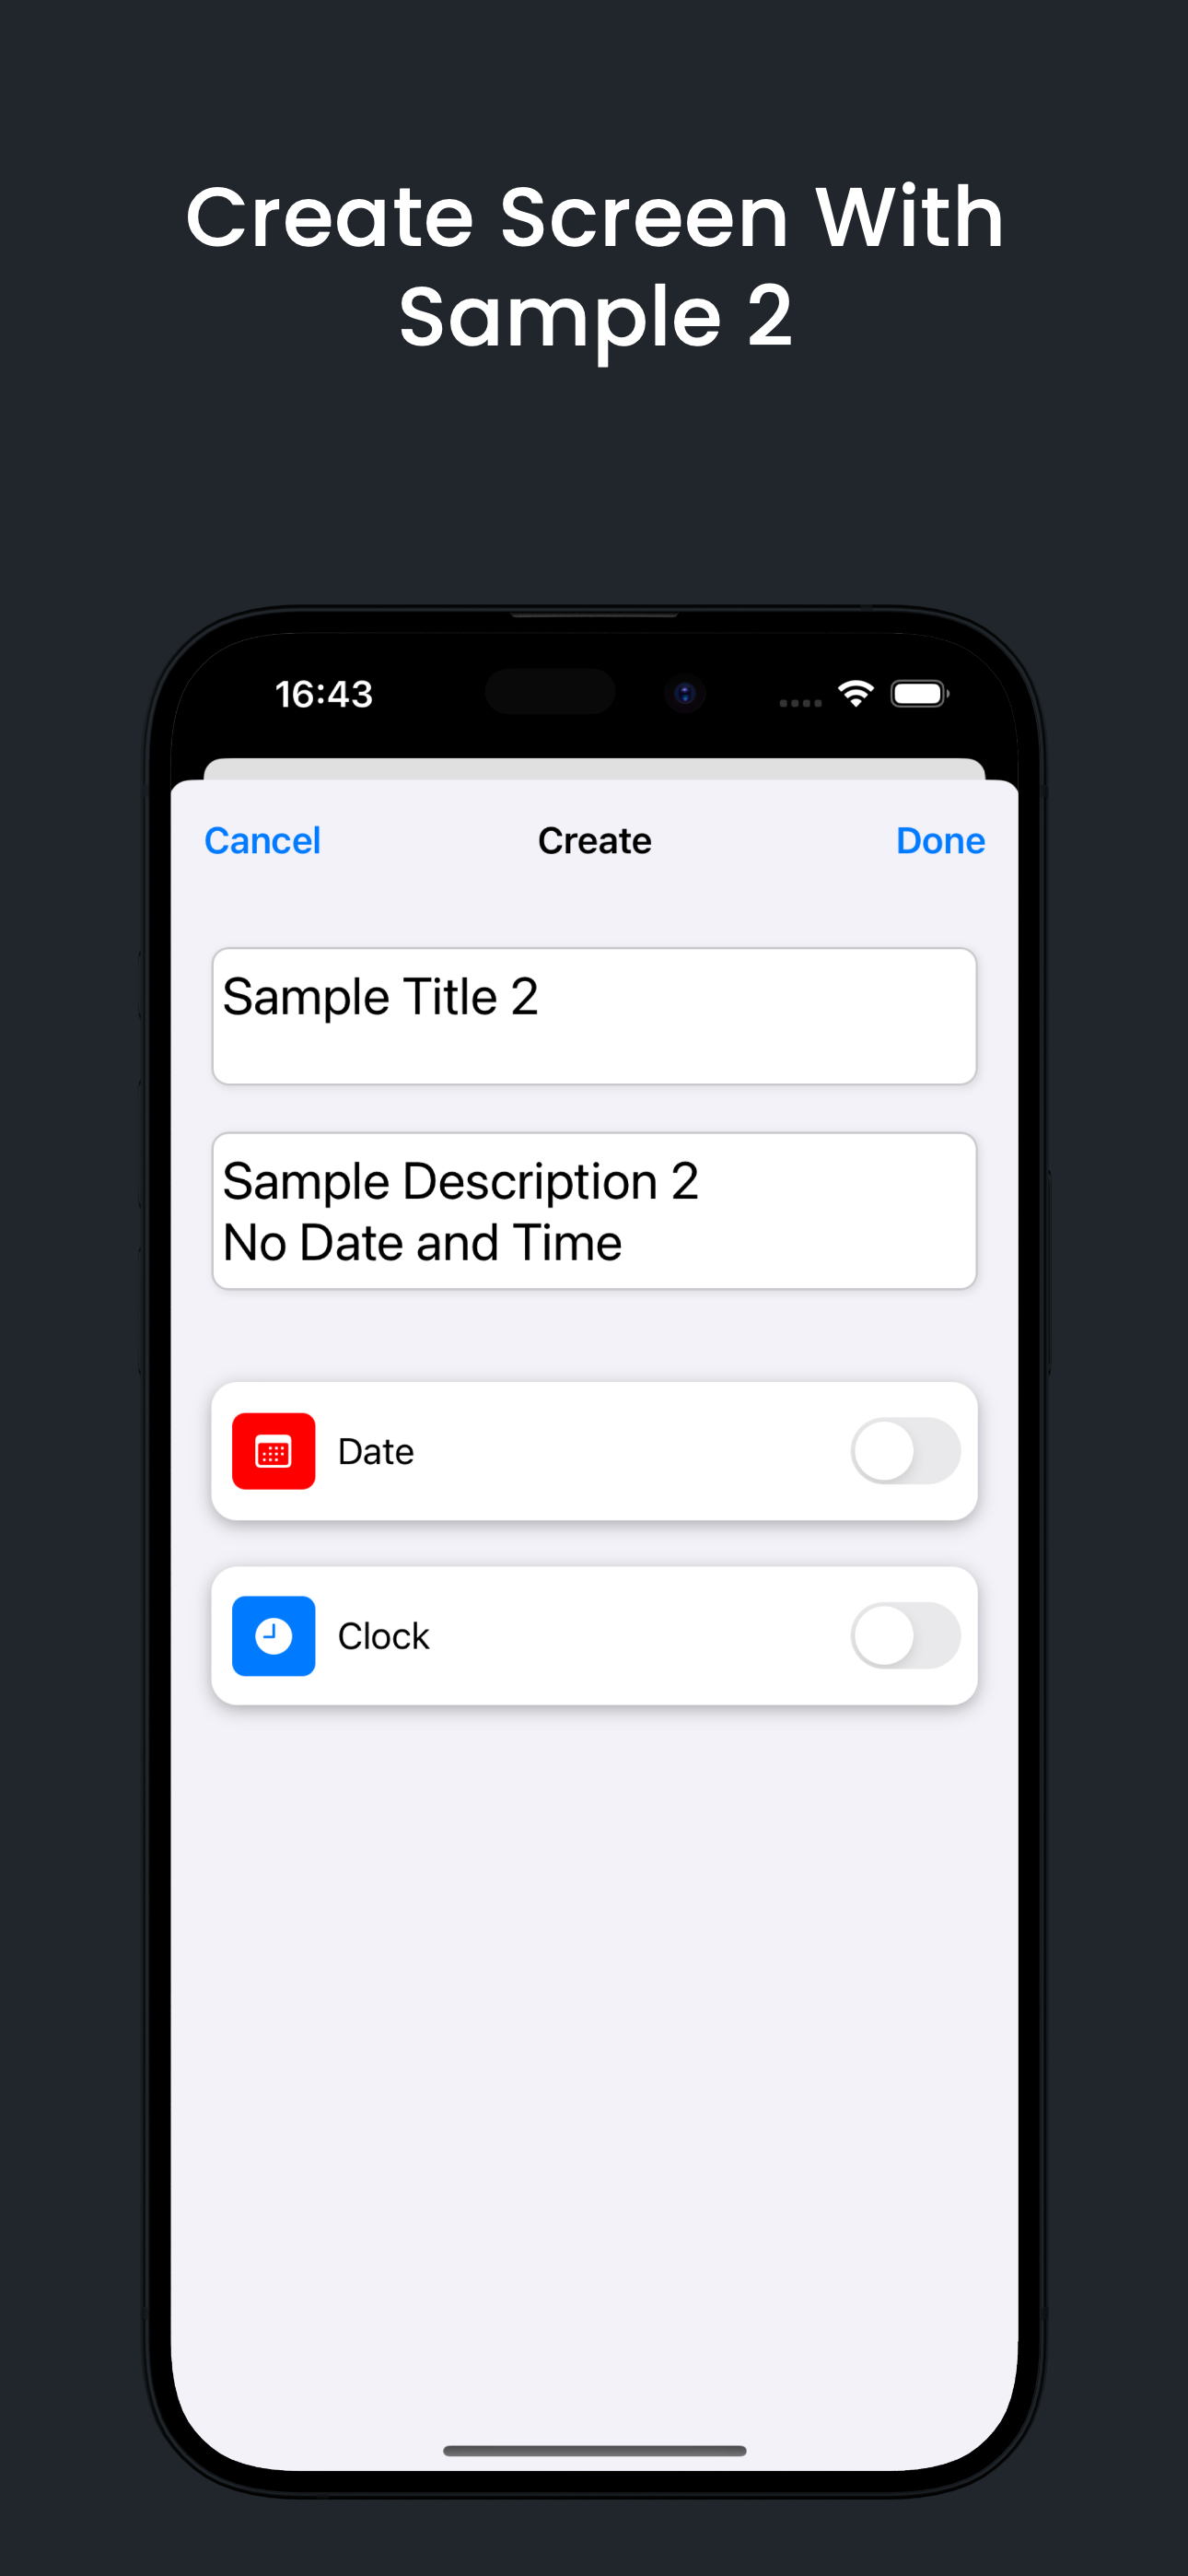 Create Screen With
Sample 2
16:43
Cancel Create Done
Sample Title 2
Sample Description 2
No Date and Time
Date
Clock